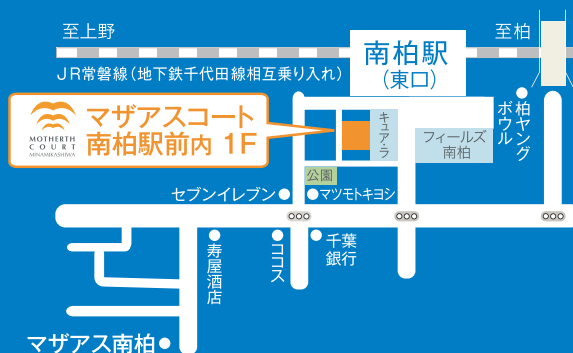 至上野
至柏
南柏駅
（東口）
JR常磐線（地下鉄千代田線相互乗り入れ）
MOTHERTH
COURT
MINAMIKASHIWA
マザアスコート
南柏駅前内 1F
キュア・ラ
フィールズ
南柏
柏ヤング
ボウル
公園
セブンイレブン
マツモトキヨシ
寿屋酒店
ココス
千葉
銀行
マザアス南柏